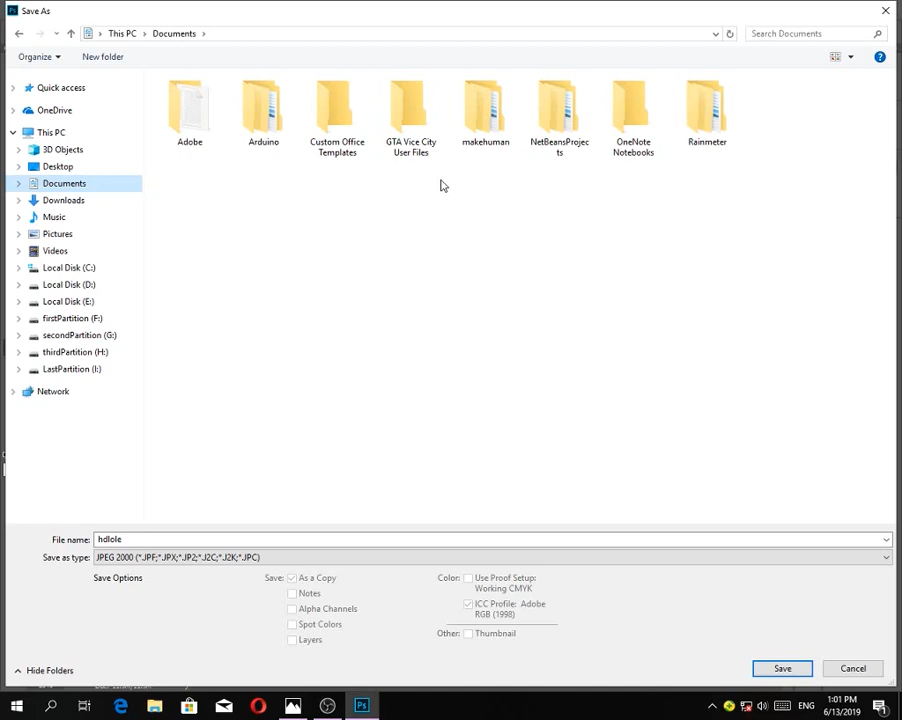 Save As
This PC
Documents
Search Documents
Organize
New folder
Quick access
OneDrive
This PC
3D Objects
Desktop
Documents
Downloads
Music
Pictures
Videos
Local Disk (C:)
Local Disk (D:)
Local Disk (E:)
firstPartition (F:)
secondPartition (G:)
thirdPartition (H:)
LastPartition (I:)
Network
Adobe
Arduino
Custom Office
Templates
GTA Vice City
User Files
makehuman
NetBeansProjec
ts
OneNote
Notebooks
Rainmeter
File name: hdlole
Save as type: JPEG 2000 (*.JPF;*.JPX;*.JP2;*.J2C;*.J2K;*.JPC)
Save Options
Save: As a Copy
Notes
Alpha Channels
Spot Colors
Layers
Color: Use Proof Setup:
Working CMYK
ICC Profile: Adobe
RGB (1998)
Other: Thumbnail
Hide Folders
Save
Cancel
ENG
1:01 PM
6/13/2019
1